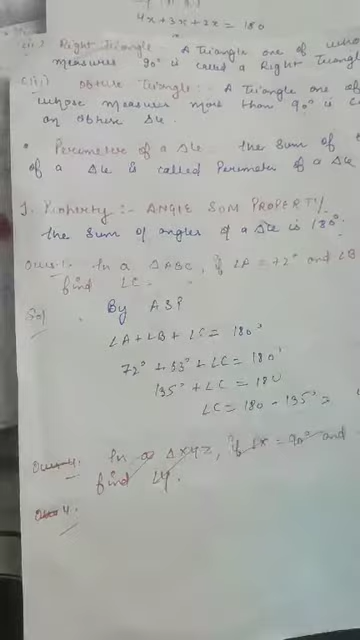 4x+3x+2x = 180
(ii) Right Triangle A Triangle one of whose
measures 90° is called a Right Triangle
(iii) Obtuse Triangle:- A Triangle one of
whose measures more than 90° is
an obtuse Δle.
• Perimeter of a Δle The Sum of
of a Δle is called Perimeter of a Δle
1. Property :- ANGLE SUM PROPERTY
The Sum of angles of a Δle is 180°.
Ques-1. In a ΔABC, if ∠A = 72° and ∠B
find ∠C.
Sol. By ASP
∠A+∠B+∠C = 180°
72° + 63° + ∠C = 180°
135° + ∠C = 180
∠C = 180 - 135° =
Ques-4. In a ΔXYZ, if ∠X = 90° and
find ∠Y.
Ques-4.